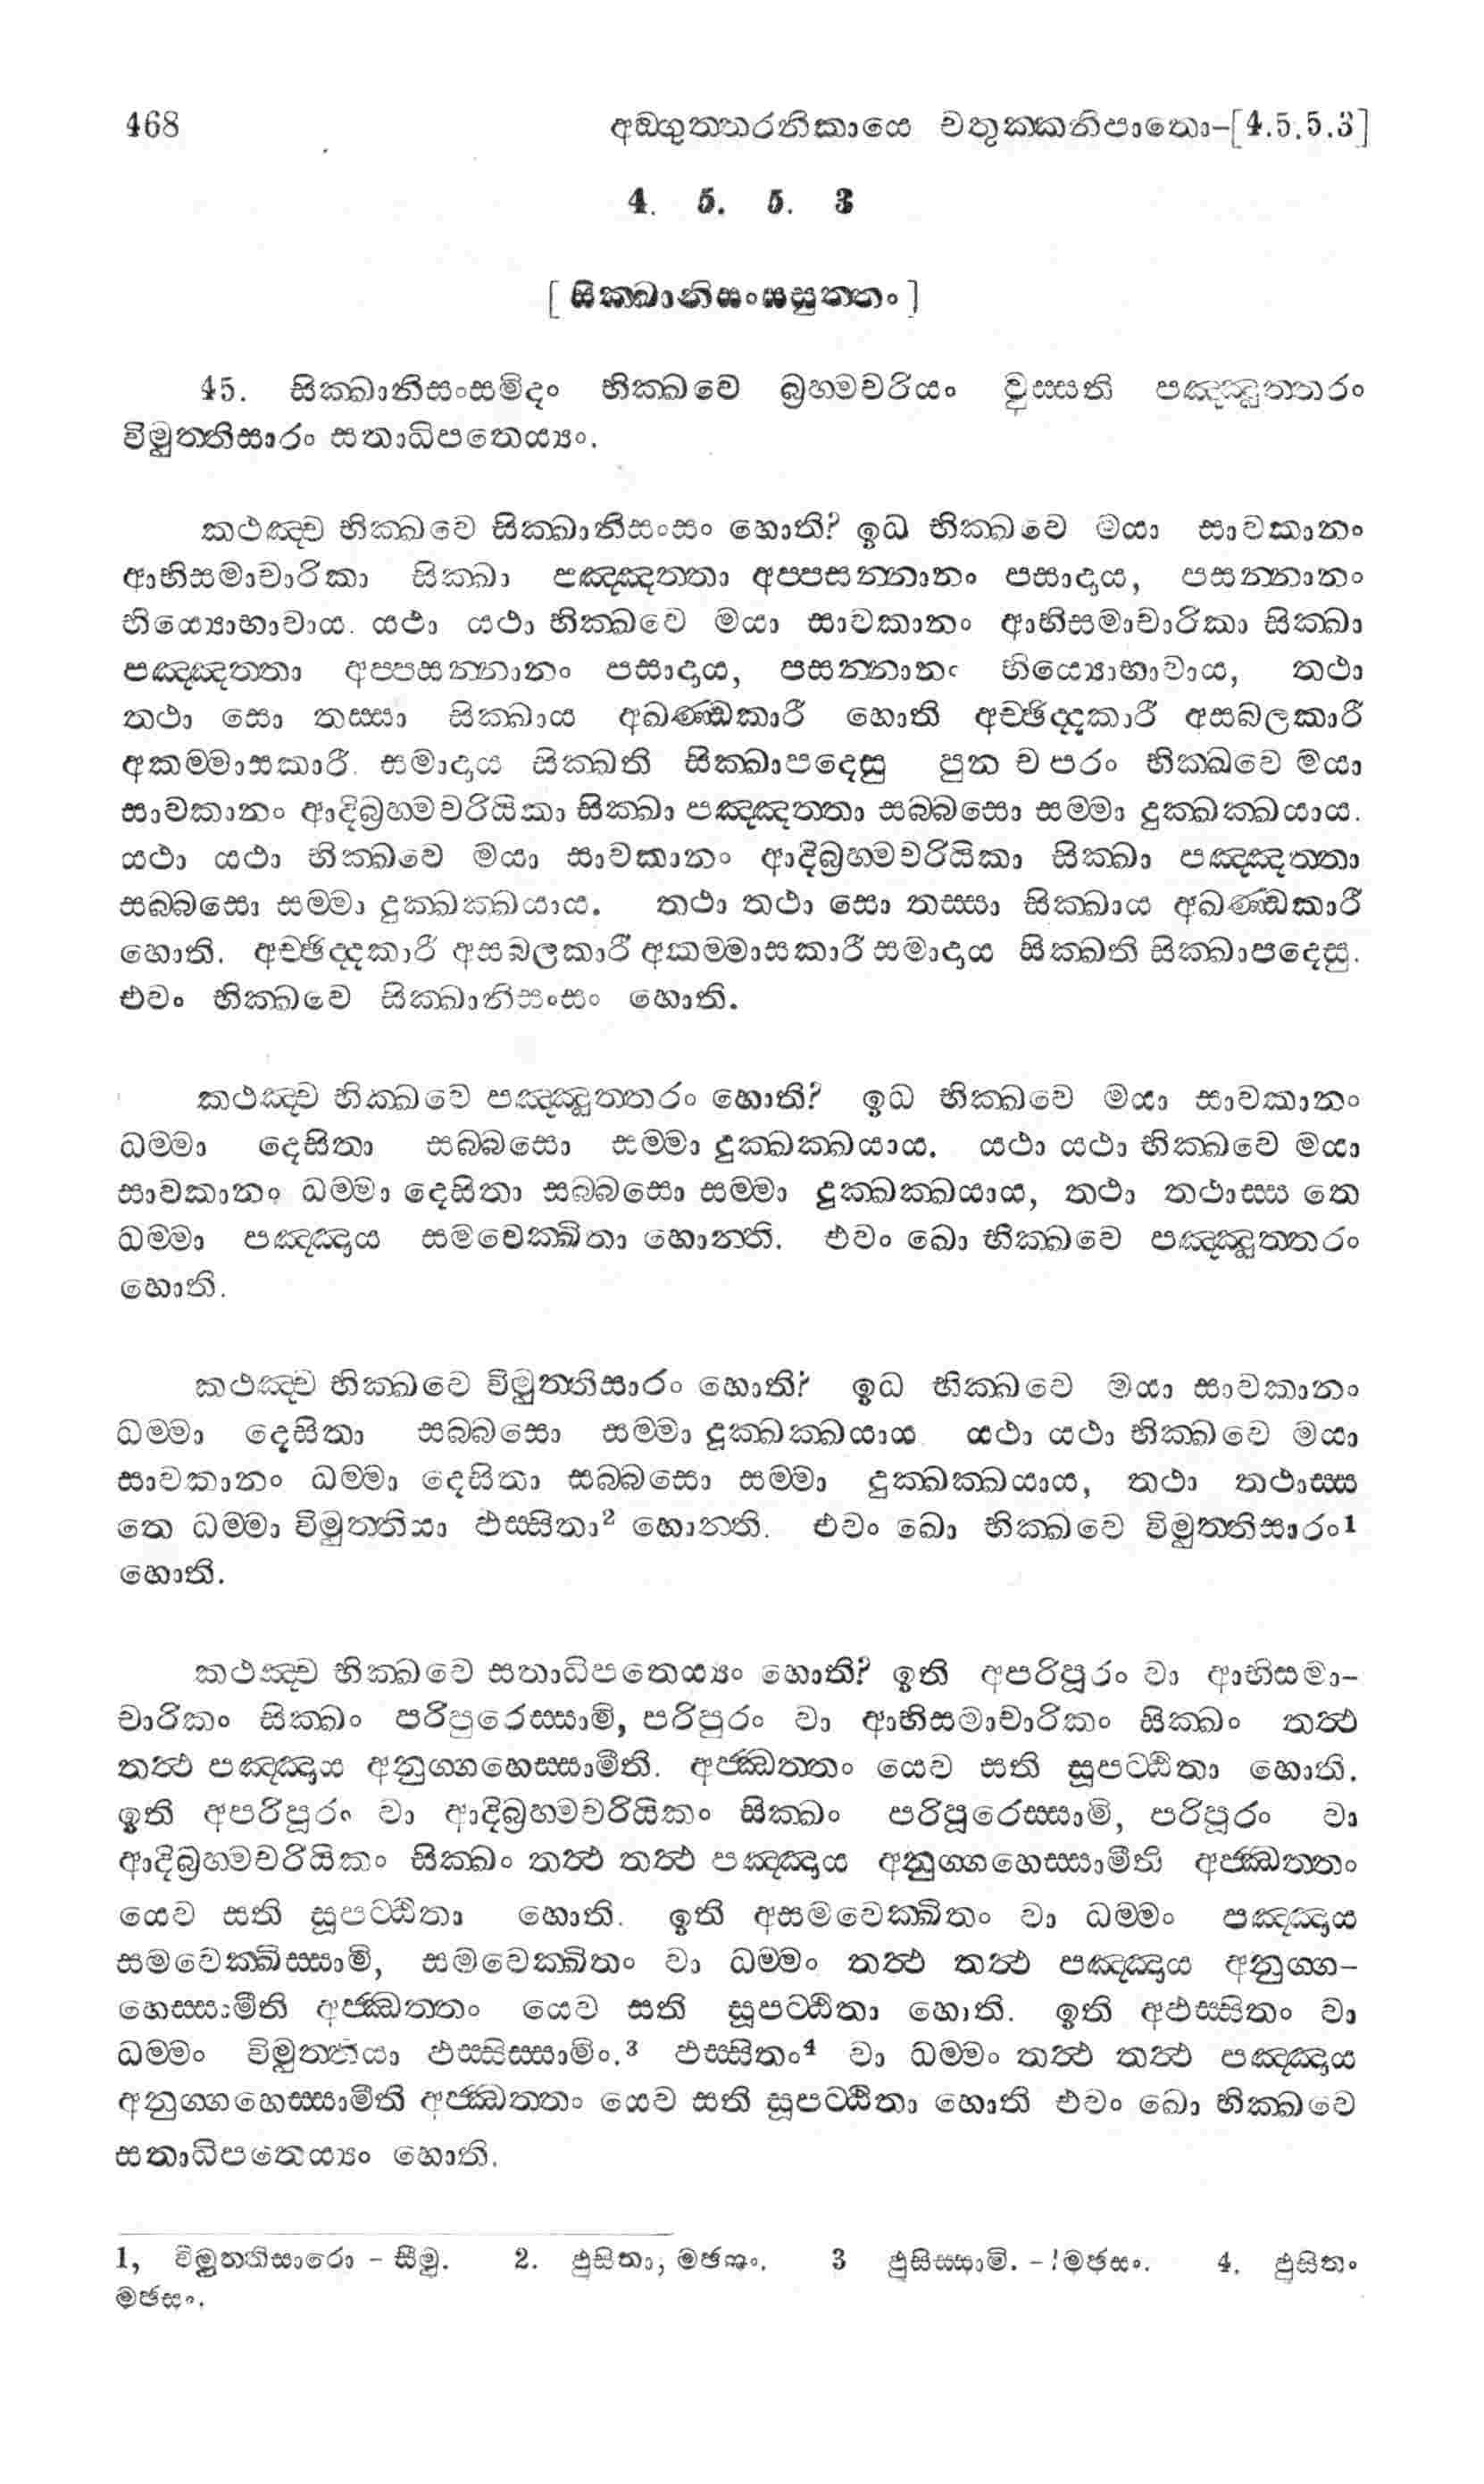 468 අඞ්ගුත්තරනිකායෙ චතුක්කනිපාතො-[4.5.5.3]
4. 5. 5. 3
[ සික්ඛානිසංසසුත්තං ]
45. සික්ඛානිසංසමිදං භික්ඛවෙ බ්‍රහ්මචරියං වුස්සති පඤ්ඤුත්තරං
විමුත්තිසාරං සතාධිපතෙය්‍යං.
කථඤ්ච භික්ඛවෙ සික්ඛානිසංසං හොති? ඉධ භික්ඛවෙ මයා සාවකානං
ආභිසමාචාරිකා සික්ඛා පඤ්ඤත්තා අප්පසන්නානං පසාදාය, පසන්නානං
භිය්‍යොභාවාය. යථා යථා භික්ඛවෙ මයා සාවකානං ආභිසමාචාරිකා සික්ඛා
පඤ්ඤත්තා අප්පසන්නානං පසාදාය, පසන්නානං භිය්‍යොභාවාය, තථා
තථා සො තස්සා සික්ඛාය අඛණ්ඩකාරී හොති අච්ඡිද්දකාරී අසබලකාරී
අකම්මාසකාරී. සමාදාය සික්ඛති සික්ඛාපදෙසු පුන ච පරං භික්ඛවෙ මයා
සාවකානං ආදිබ්‍රහ්මචරියිකා සික්ඛා පඤ්ඤත්තා සබ්බසො සම්මා දුක්ඛක්ඛයාය.
යථා යථා භික්ඛවෙ මයා සාවකානං ආදිබ්‍රහ්මචරියිකා සික්ඛා පඤ්ඤත්තා
සබ්බසො සම්මා දුක්ඛක්ඛයාය. තථා තථා සො තස්සා සික්ඛාය අඛණ්ඩකාරී
හොති. අච්ඡිද්දකාරී අසබලකාරී අකම්මාසකාරී සමාදාය සික්ඛති සික්ඛාපදෙසු.
එවං භික්ඛවෙ සික්ඛානිසංසං හොති.
කථඤ්ච භික්ඛවෙ පඤ්ඤුත්තරං හොති? ඉධ භික්ඛවෙ මයා සාවකානං
ධම්මා දෙසිතා සබ්බසො සම්මා දුක්ඛක්ඛයාය. යථා යථා භික්ඛවෙ මයා
සාවකානං ධම්මා දෙසිතා සබ්බසො සම්මා දුක්ඛක්ඛයාය, තථා තථාස්ස තෙ
ධම්මා පඤ්ඤාය සමවෙක්ඛිතා හොන්ති. එවං ඛො භික්ඛවෙ පඤ්ඤුත්තරං
හොති.
කථඤ්ච භික්ඛවෙ විමුත්තිසාරං හොති? ඉධ භික්ඛවෙ මයා සාවකානං
ධම්මා දෙසිතා සබ්බසො සම්මා දුක්ඛක්ඛයාය යථා යථා භික්ඛවෙ මයා
සාවකානං ධම්මා දෙසිතා සබ්බසො සම්මා දුක්ඛක්ඛයාය, තථා තථාස්ස
තෙ ධම්මා විමුත්තියා ඵස්සිතා² හොන්ති. එවං ඛො භික්ඛවෙ විමුත්තිසාරං¹
හොති.
කථඤ්ච භික්ඛවෙ සතාධිපතෙය්‍යං හොති? ඉති අපරිපූරං වා ආභිසමා-
චාරිකං සික්ඛං පරිපුරෙස්සාමි, පරිපුරං වා ආභිසමාචාරිකං සික්ඛං තත්‍ථ
තත්‍ථ පඤ්ඤාය අනුග්ගහෙස්සාමීති. අජ්ඣත්තං යෙව සති සූපට්ඨිතා හොති.
ඉති අපරිපූරං වා ආදිබ්‍රහ්මචරියිකං සික්ඛං පරිපූරෙස්සාමි, පරිපූරං වා
ආදිබ්‍රහ්මචරියිකං සික්ඛං තත්‍ථ තත්‍ථ පඤ්ඤාය අනුග්ගහෙස්සාමීති අජ්ඣත්තං
යෙව සති සූපට්ඨිතා හොති. ඉති අසමවෙක්ඛිතං වා ධම්මං පඤ්ඤාය
සමවෙක්ඛිස්සාමි, සමවෙක්ඛිතං වා ධම්මං තත්‍ථ තත්‍ථ පඤ්ඤාය අනුග්ග-
හෙස්සාමීති අජ්ඣත්තං යෙව සති සූපට්ඨිතා හොති. ඉති අඵස්සිතං වා
ධම්මං විමුත්තියා ඵස්සිස්සාමිං.³ ඵස්සිතං⁴ වා ධම්මං තත්‍ථ තත්‍ථ පඤ්ඤාය
අනුග්ගහෙස්සාමීති අජ්ඣත්තං යෙව සති සූපට්ඨිතා හොති එවං ඛො භික්ඛවෙ
සතාධිපතෙය්‍යං හොති.
1, විමුත්තිසාරො - සීමු. 2. ඵුසිතා, මඡසං. 3 ඵුසිස්සාමි. - මඡසං. 4. ඵුසිතං
මඡසං.